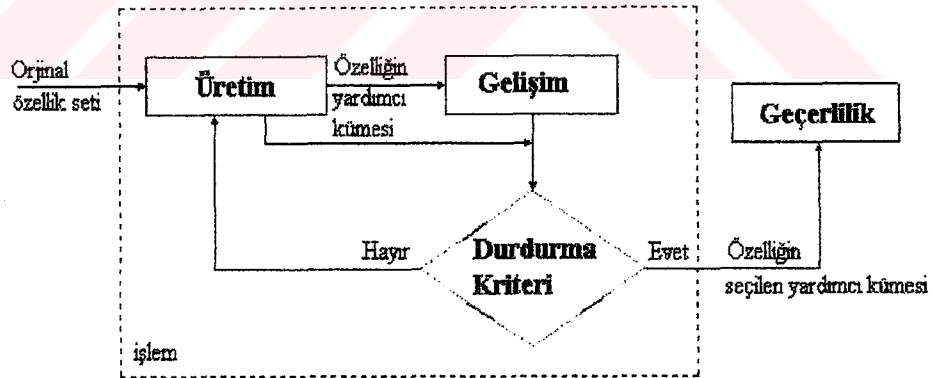 Orjinal
özellik seti
Üretim
Özelliğin
yardımcı
kümesi
Gelişim
Geçerlilik
Hayır
Durdurma
Kriteri
Evet
Özelliğin
seçilen yardımcı kümesi
işlem